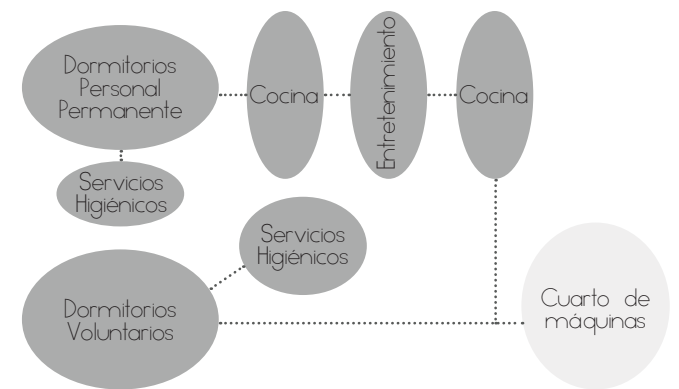 Dormitorios
Personal
Permanente
Cocina
Entretenimiento
Cocina
Servicios
Higiénicos
Servicios
Higiénicos
Dormitorios
Voluntarios
Cuarto de
máquinas